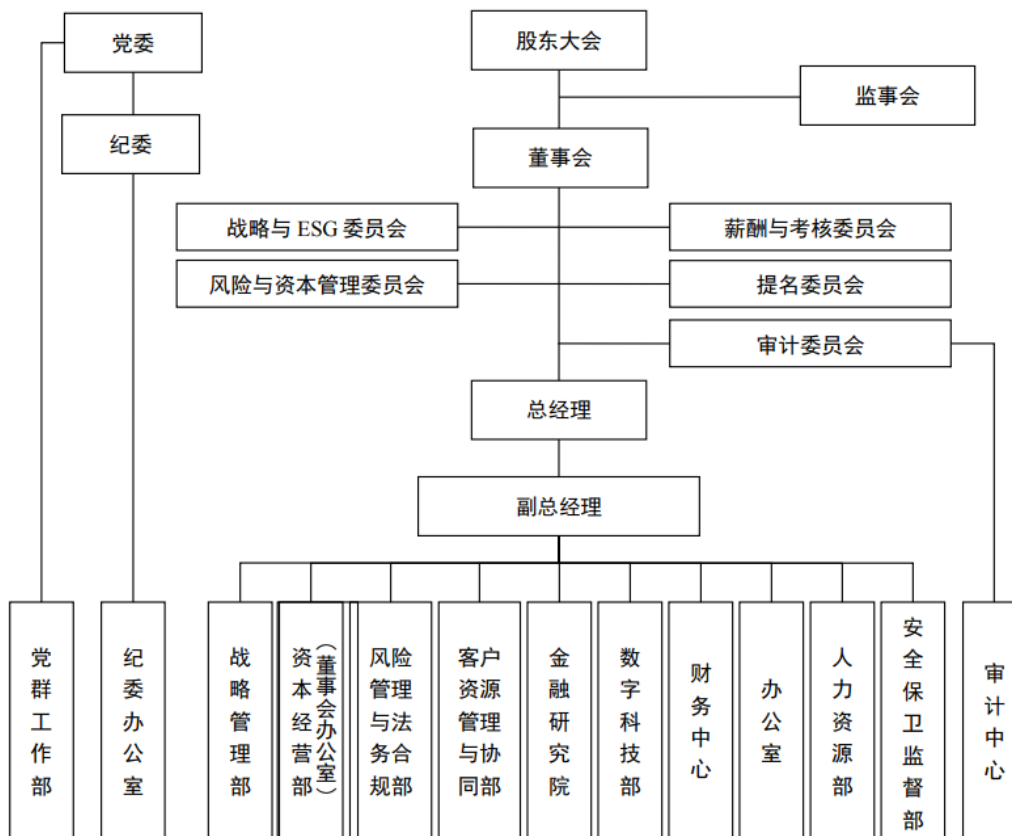 党委
股东大会
监事会
纪委
董事会
战略与 ESG 委员会
薪酬与考核委员会
风险与资本管理委员会
提名委员会
审计委员会
总经理
副总经理
党群工作部
纪委办公室
战略管理部
资本经营部
（董事会办公室）
风险
管理
与法
务合
规部
客户
资源
管理
与协
同部
金融研究院
数字科技部
财务中心
办公室
人力资源部
安全保卫监督部
审计中心